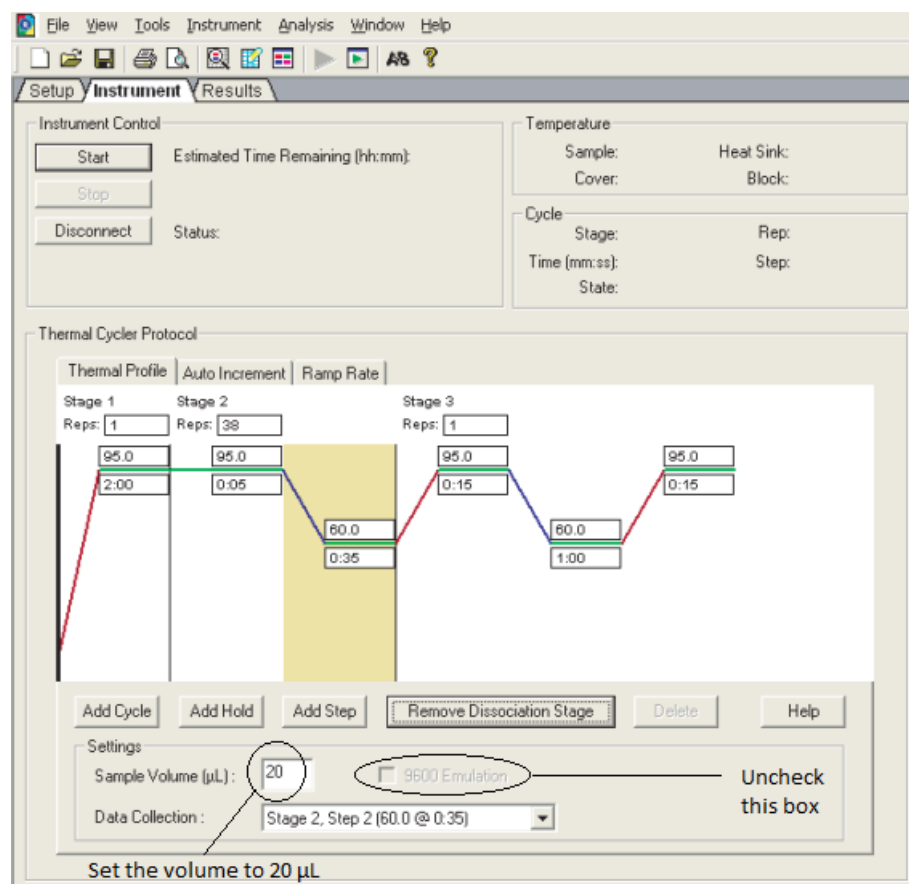 File View Tools Instrument Analysis Window Help
Setup Instrument Results
Instrument Control
Start
Estimated Time Remaining (hh:mm):
Stop
Disconnect
Status:
Temperature
Sample: Heat Sink:
Cover: Block:
Cycle
Stage: Rep:
Time (mm:ss): Step:
State:
Thermal Cycler Protocol
Thermal Profile Auto Increment Ramp Rate
Stage 1 Stage 2 Stage 3
Reps: 1 Reps: 38 Reps: 1
95.0 95.0 95.0 95.0
2:00 0:05 0:15 0:15
60.0 60.0
0:35 1:00
Add Cycle Add Hold Add Step Remove Dissociation Stage Delete Help
Settings
Sample Volume (µL) : 20 9600 Emulation
Uncheck
this box
Data Collection : Stage 2, Step 2 (60.0 @ 0:35)
Set the volume to 20 µL